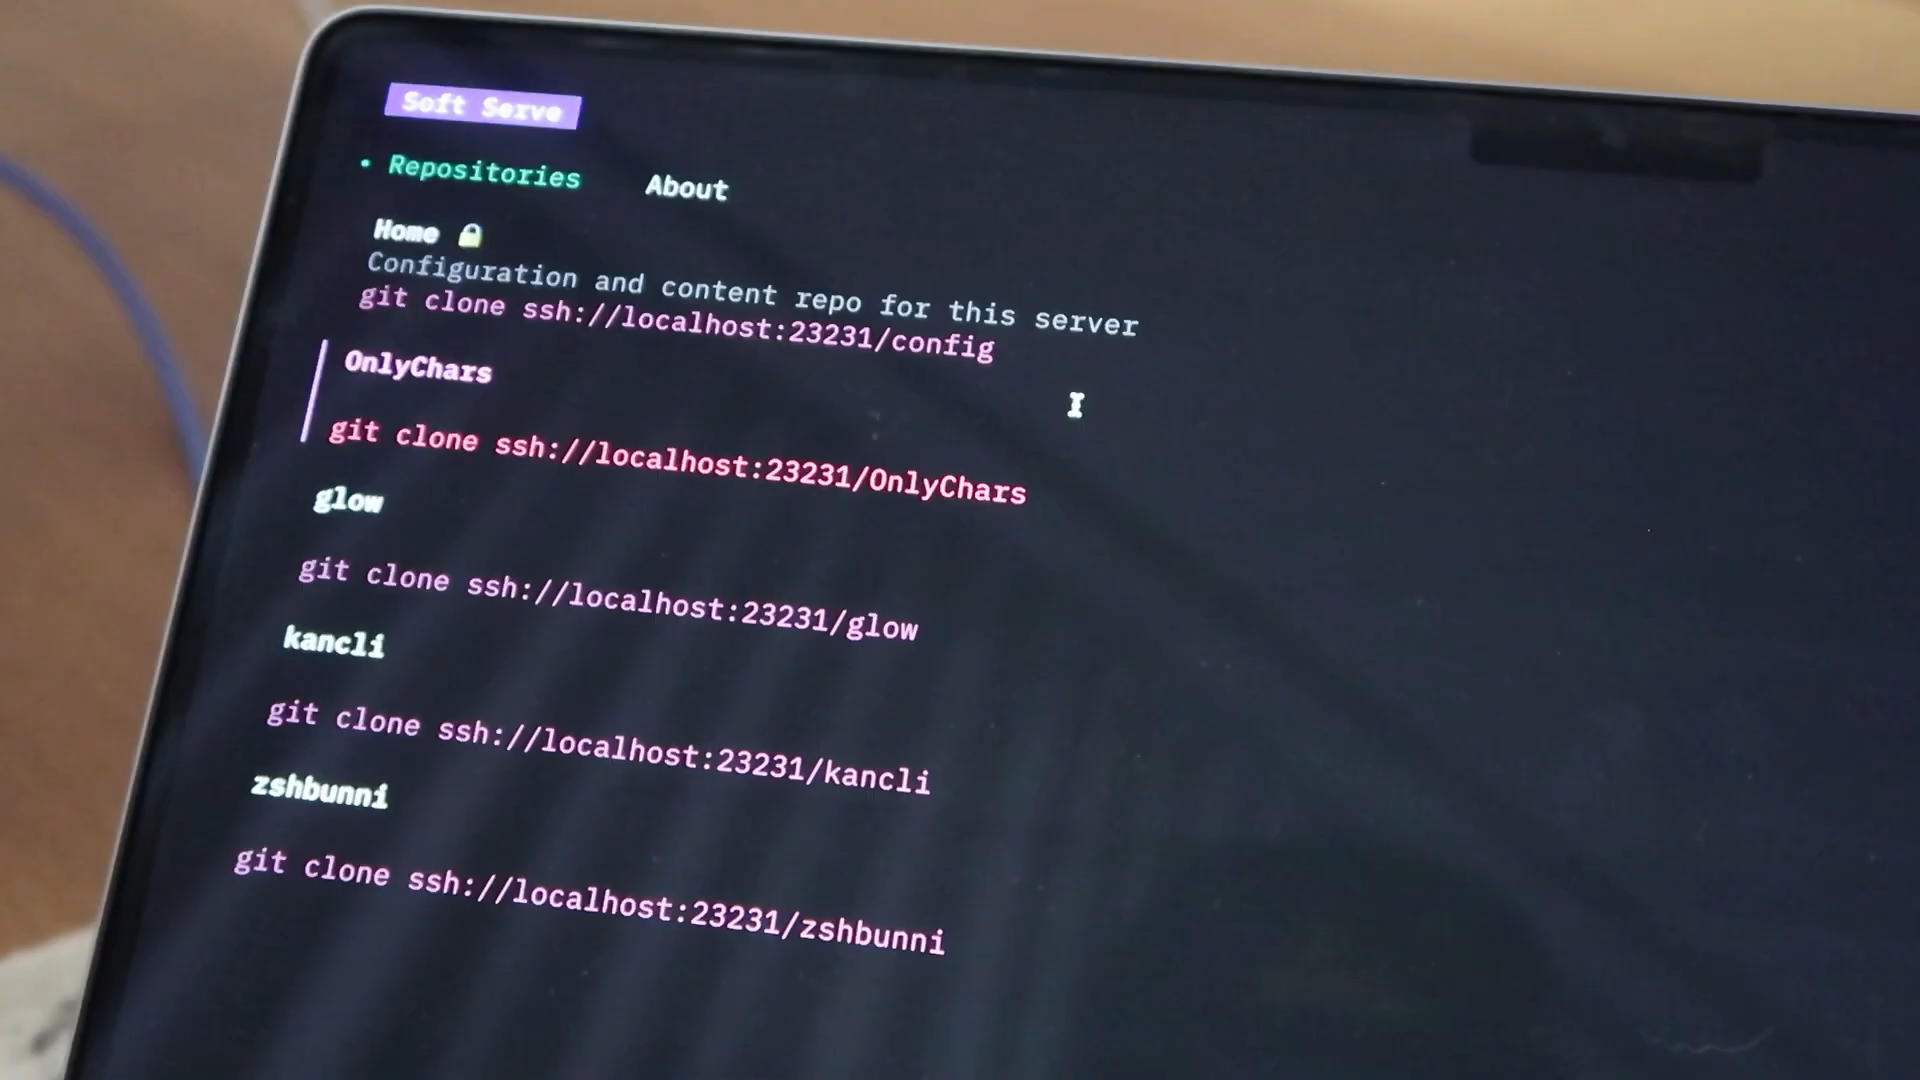 Soft Serve
• Repositories About
Home 🔒
Configuration and content repo for this server
git clone ssh://localhost:23231/config
OnlyChars
git clone ssh://localhost:23231/OnlyChars
glow
git clone ssh://localhost:23231/glow
kancli
git clone ssh://localhost:23231/kancli
zshbunni
git clone ssh://localhost:23231/zshbunni